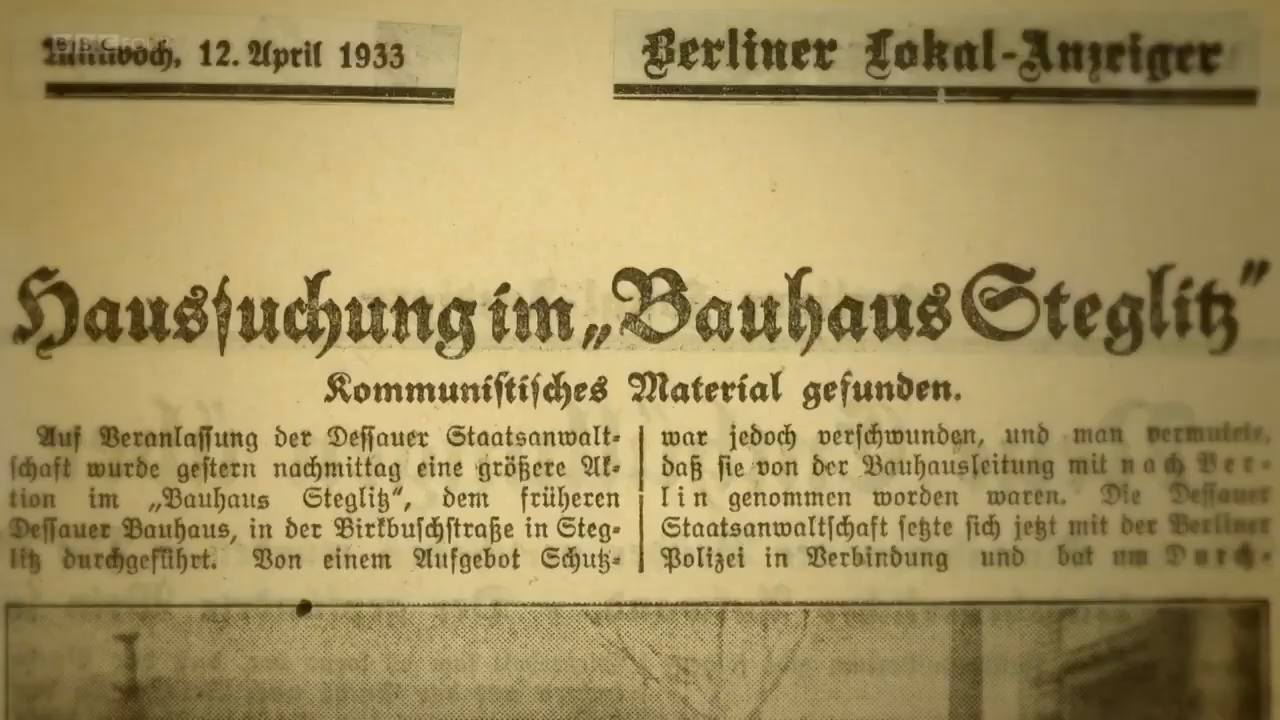 BBC FOUR
Mittwoch, 12. April 1933
Berliner Lokal-Anzeiger
Haussuchung im „Bauhaus Steglitz"
Kommunistisches Material gefunden.
Auf Veranlassung der Dessauer Staatsanwalt-
schaft wurde gestern nachmittag eine größere Ak-
tion im „Bauhaus Steglitz", dem früheren
Dessauer Bauhaus, in der Birkbuschstraße in Steg-
litz durchgeführt. Von einem Aufgebot Schutz-
war jedoch verschwunden, und man vermutete,
daß sie von der Bauhausleitung mit nach Ber-
lin genommen worden waren. Die Dessauer
Staatsanwaltschaft setzte sich jetzt mit der Berliner
Polizei in Verbindung und bat um Durch-